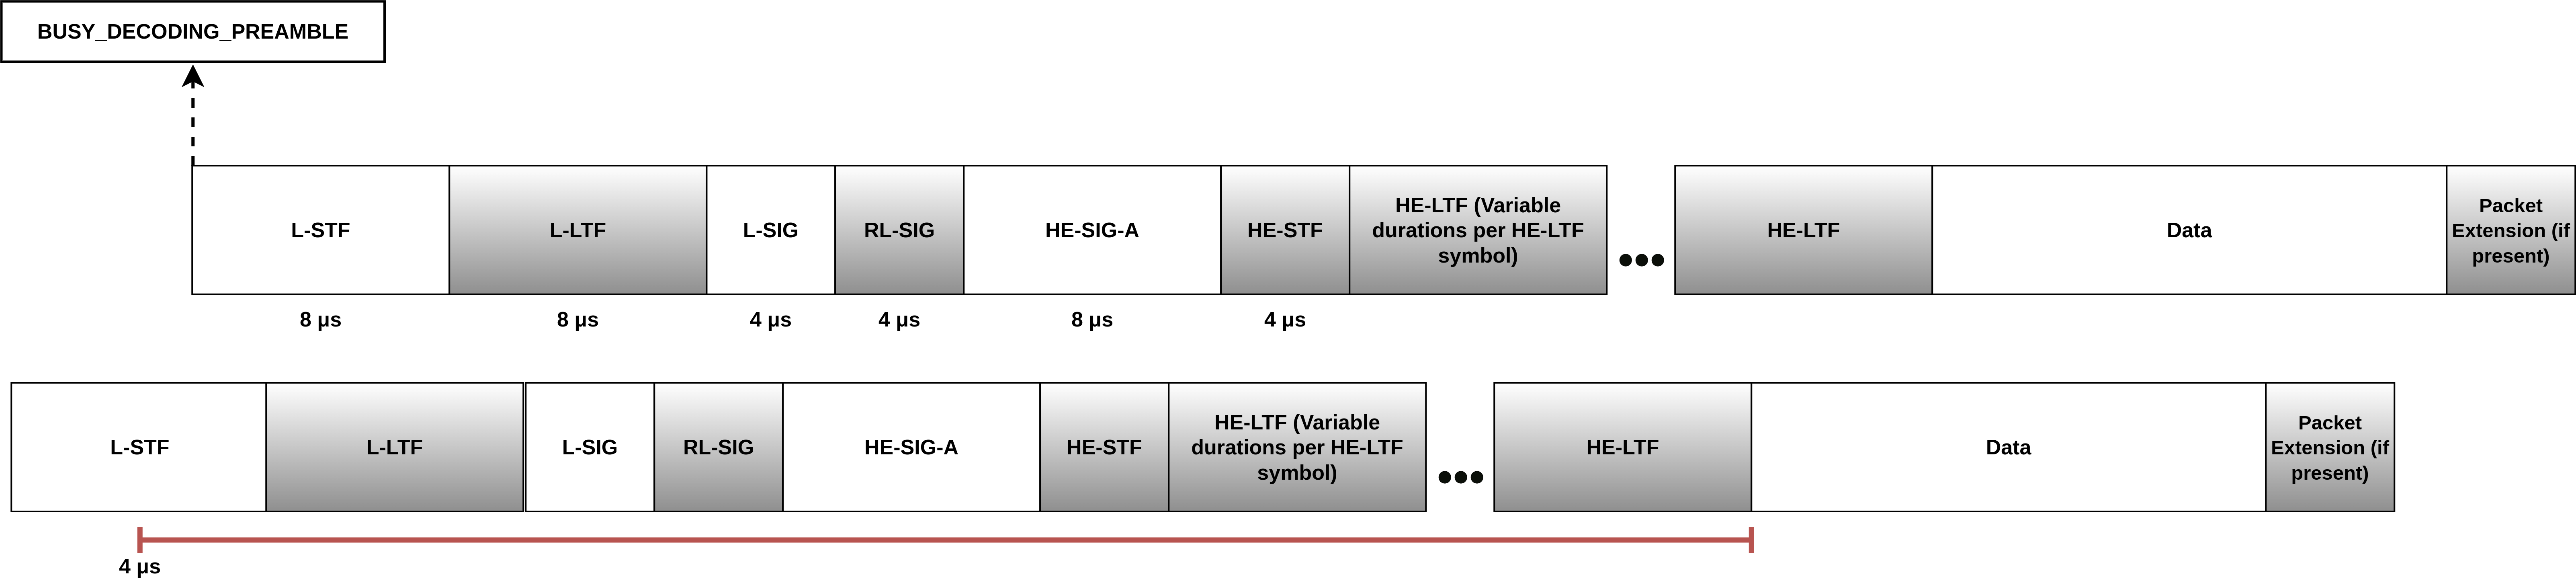 BUSY_DECODING_PREAMBLE
L-STF
L-LTF
L-SIG
RL-SIG
HE-SIG-A
HE-STF
HE-LTF (Variable
durations per HE-LTF
symbol)
HE-LTF
Data
Packet
Extension (if
present)
8 µs
8 µs
4 µs
4 µs
8 µs
4 µs
L-STF
L-LTF
L-SIG
RL-SIG
HE-SIG-A
HE-STF
HE-LTF (Variable
durations per HE-LTF
symbol)
HE-LTF
Data
Packet
Extension (if
present)
4 µs